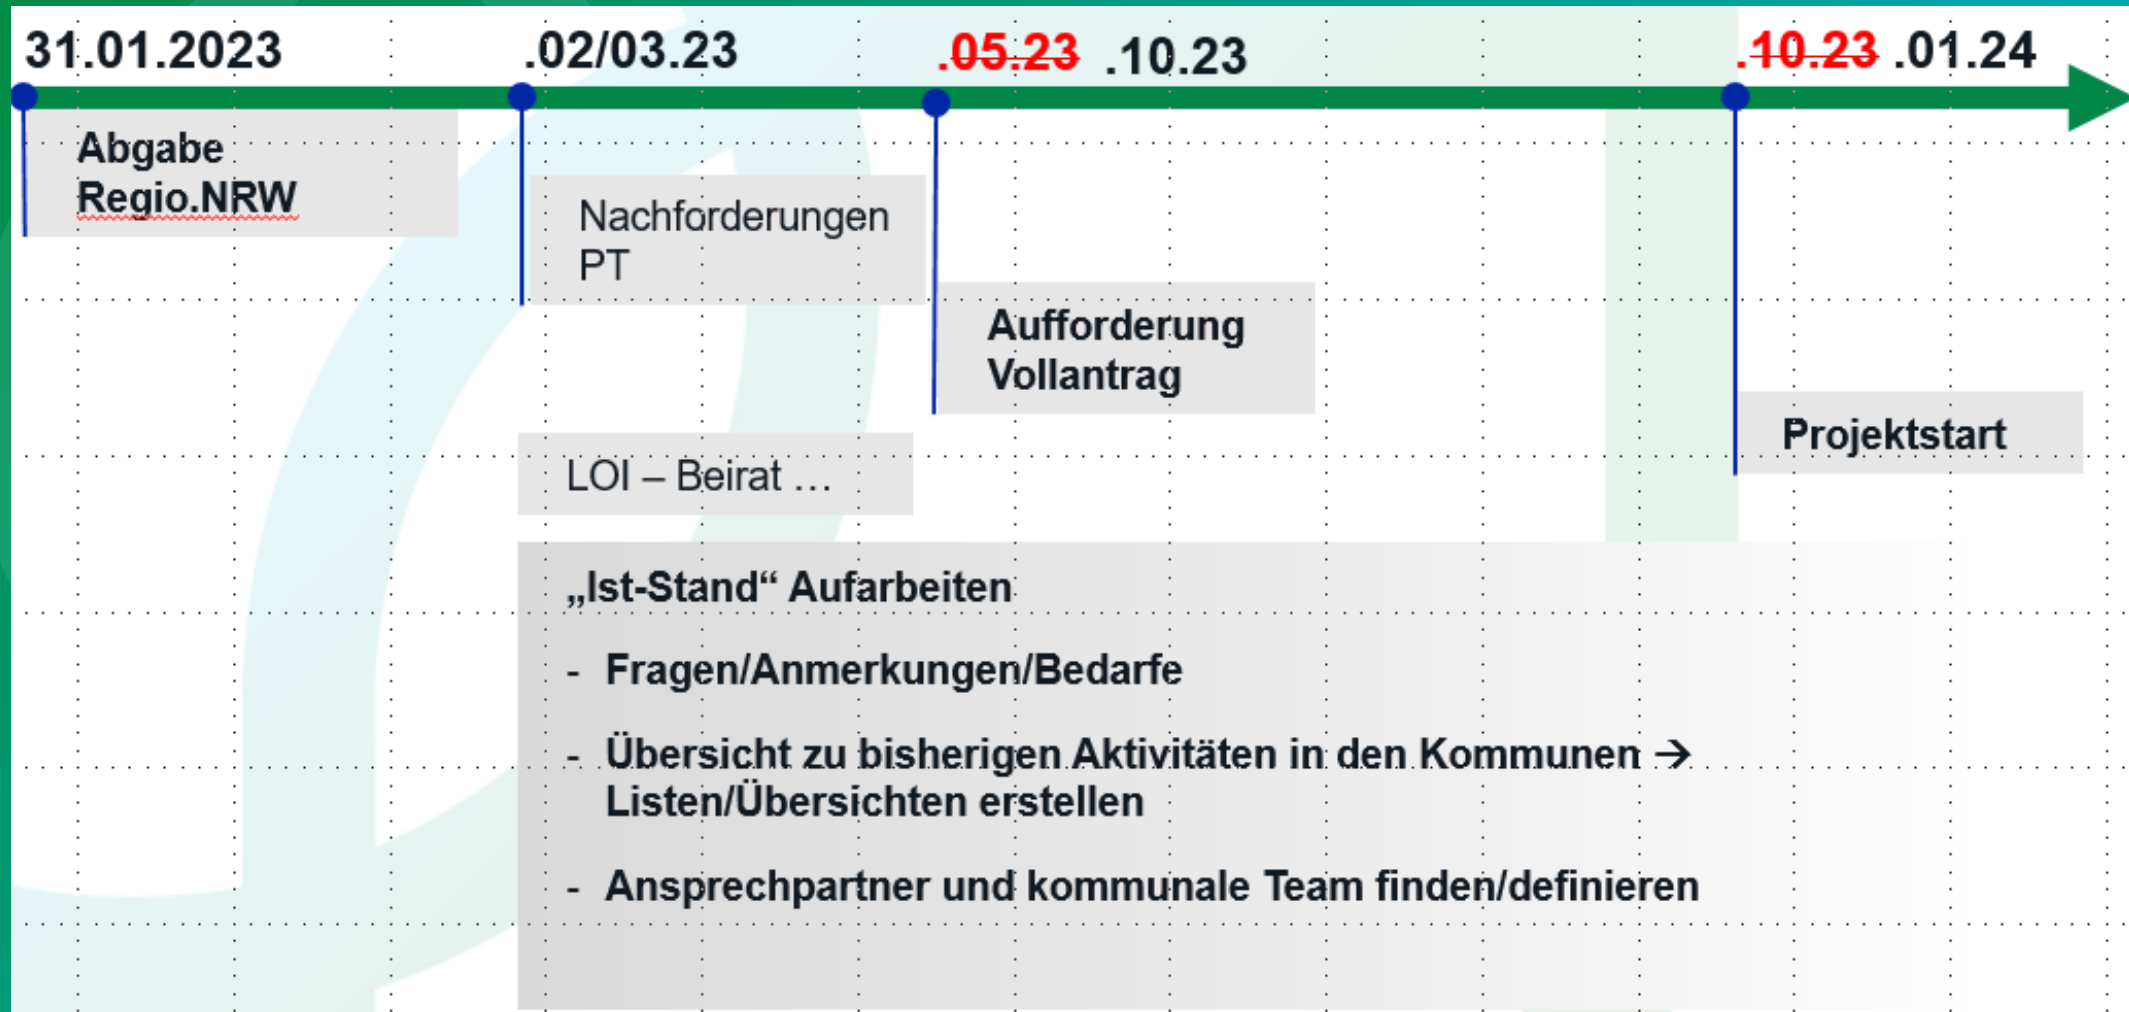 31.01.2023
.02/03.23
.05.23 .10.23
.10.23 .01.24
Abgabe
Regio.NRW
Nachforderungen
PT
Aufforderung
Vollantrag
Projektstart
LOI – Beirat …
„Ist-Stand“ Aufarbeiten
- Fragen/Anmerkungen/Bedarfe
- Übersicht zu bisherigen Aktivitäten in den Kommunen →
Listen/Übersichten erstellen
- Ansprechpartner und kommunale Team finden/definieren